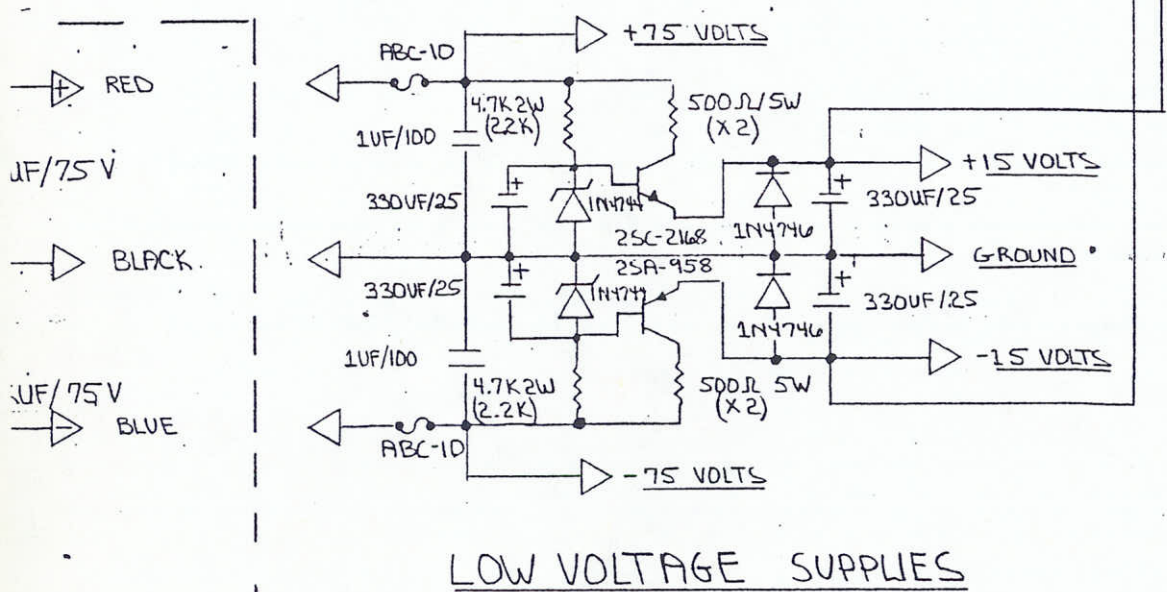 +75 VOLTS
ABC-10
RED
4.7K 2W
(22K)
500Ω/5W
(X2)
1UF/100
UF/75 V
+15 VOLTS
+
330UF/25
1N4744
+
330UF/25
2SC-2168
1N4746
BLACK.
GROUND
2SA-958
330UF/25
+
1N4744
+
330UF/25
1N4746
1UF/100
-15 VOLTS
UF/75 V
4.7K 2W
(2.2K)
500Ω 5W
(X2)
BLUE
ABC-10
-75 VOLTS
LOW VOLTAGE SUPPLIES